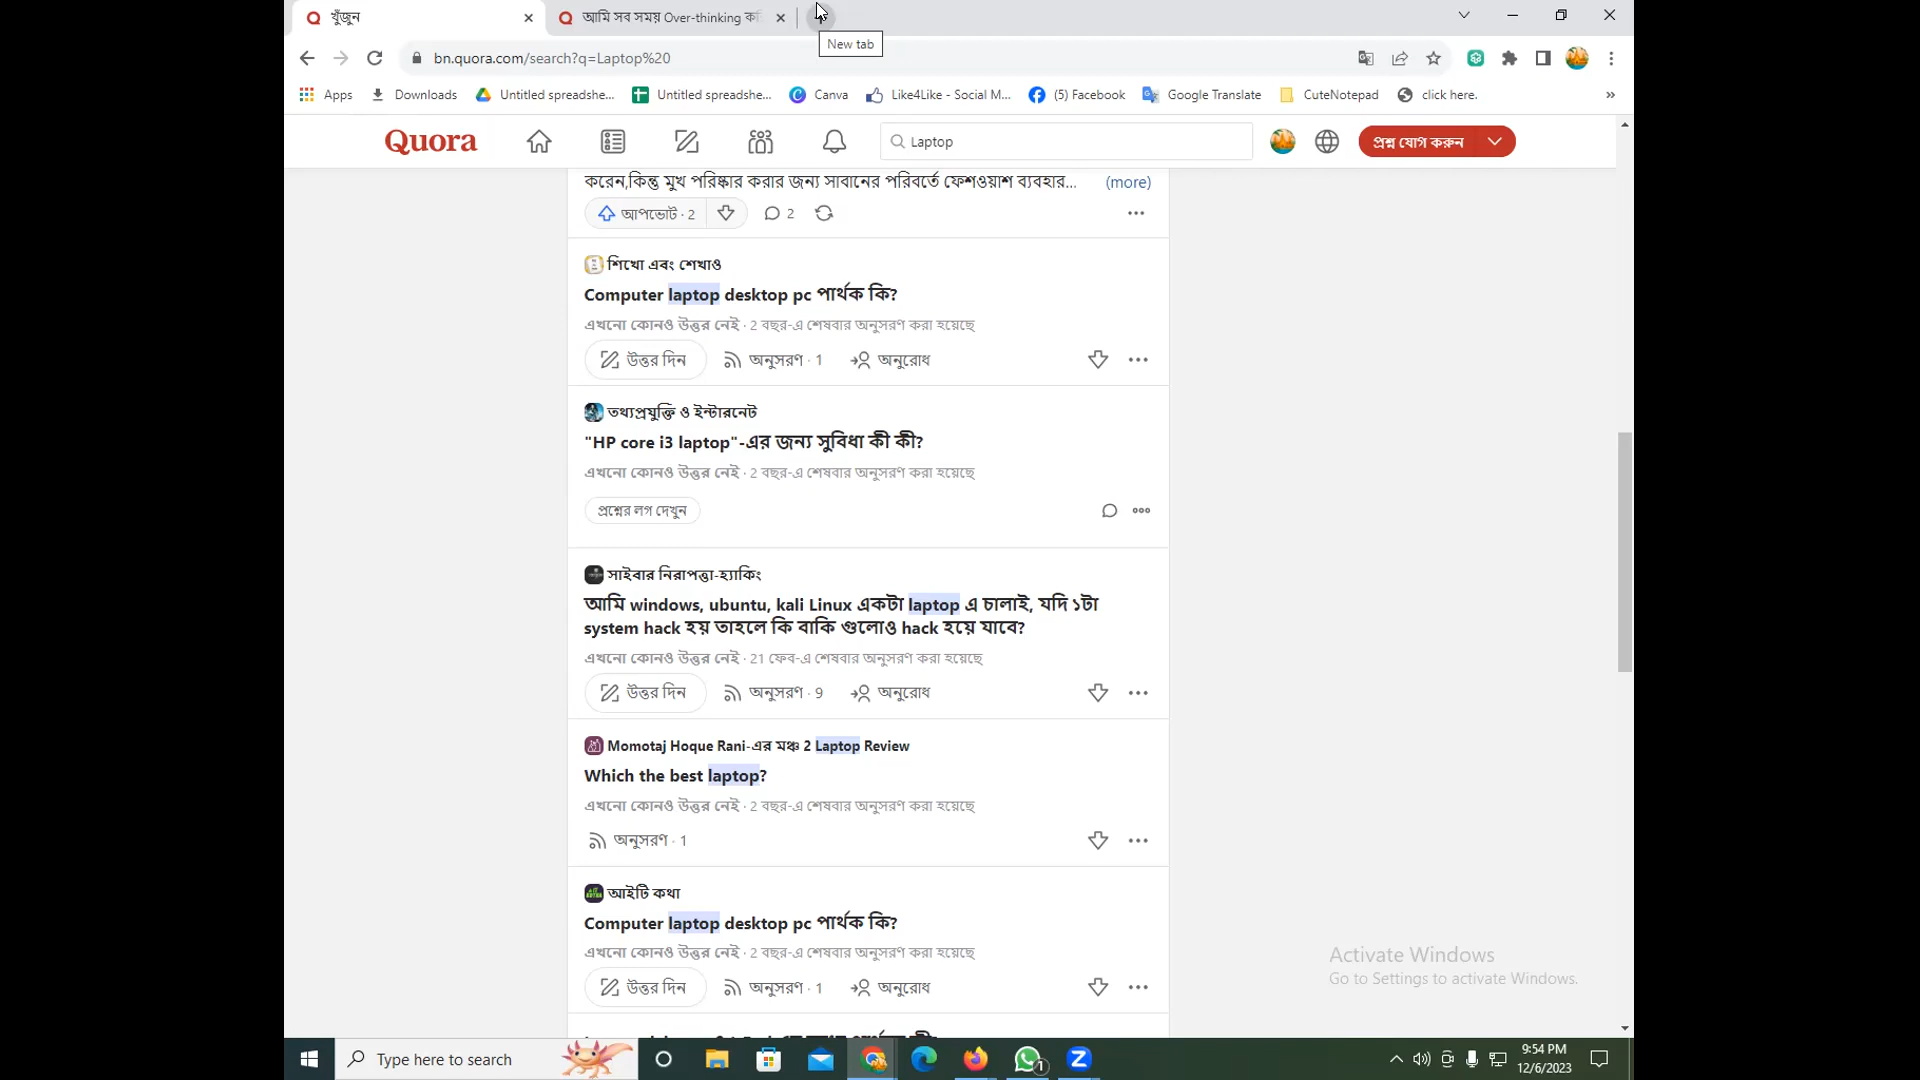 খুঁজুন
আমি সব সময় Over-thinking
New tab
bn.quora.com/search?q=Laptop%20
Apps
Downloads
Untitled spreadshe...
Untitled spreadshe...
Canva
Like4Like - Social M...
(5) Facebook
Google Translate
CuteNotepad
click here.
»
Quora
Laptop
প্রশ্ন যোগ করুন
করেন,কিন্তু মুখ পরিষ্কার করার জন্য সাবানের পরিবর্তে ফেশওয়াশ ব্যবহার... (more)
আপভোট · 2
2
শিখো এবং শেখাও
Computer laptop desktop pc পার্থক কি?
এখনো কোনও উত্তর নেই · 2 বছর-এ শেষবার অনুসরণ করা হয়েছে
উত্তর দিন
অনুসরণ · 1
অনুরোধ
তথ্যপ্রযুক্তি ও ইন্টারনেট
"HP core i3 laptop"-এর জন্য সুবিধা কী কী?
এখনো কোনও উত্তর নেই · 2 বছর-এ শেষবার অনুসরণ করা হয়েছে
প্রশ্নের লগ দেখুন
সাইবার নিরাপত্তা-হ্যাকিং
আমি windows, ubuntu, kali Linux একটা laptop এ চালাই, যদি ১টা
system hack হয় তাহলে কি বাকি গুলোও hack হয়ে যাবে?
এখনো কোনও উত্তর নেই · 21 ফেব-এ শেষবার অনুসরণ করা হয়েছে
উত্তর দিন
অনুসরণ · 9
অনুরোধ
Momotaj Hoque Rani-এর মঞ্চ 2 Laptop Review
Which the best laptop?
এখনো কোনও উত্তর নেই · 2 বছর-এ শেষবার অনুসরণ করা হয়েছে
অনুসরণ · 1
আইটি কথা
Computer laptop desktop pc পার্থক কি?
এখনো কোনও উত্তর নেই · 2 বছর-এ শেষবার অনুসরণ করা হয়েছে
উত্তর দিন
অনুসরণ · 1
অনুরোধ
Activate Windows
Go to Settings to activate Windows.
Type here to search
1
9:54 PM
12/6/2023